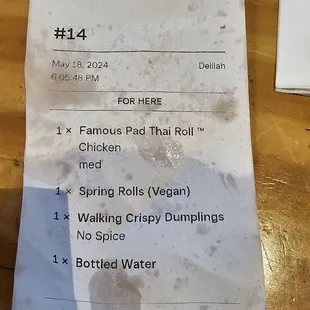 #14
May 18, 2024 Delilah
6:05:48 PM
FOR HERE
1 × Famous Pad Thai Roll ™
Chicken
med
1 × Spring Rolls (Vegan)
1 × Walking Crispy Dumplings
No Spice
1 × Bottled Water